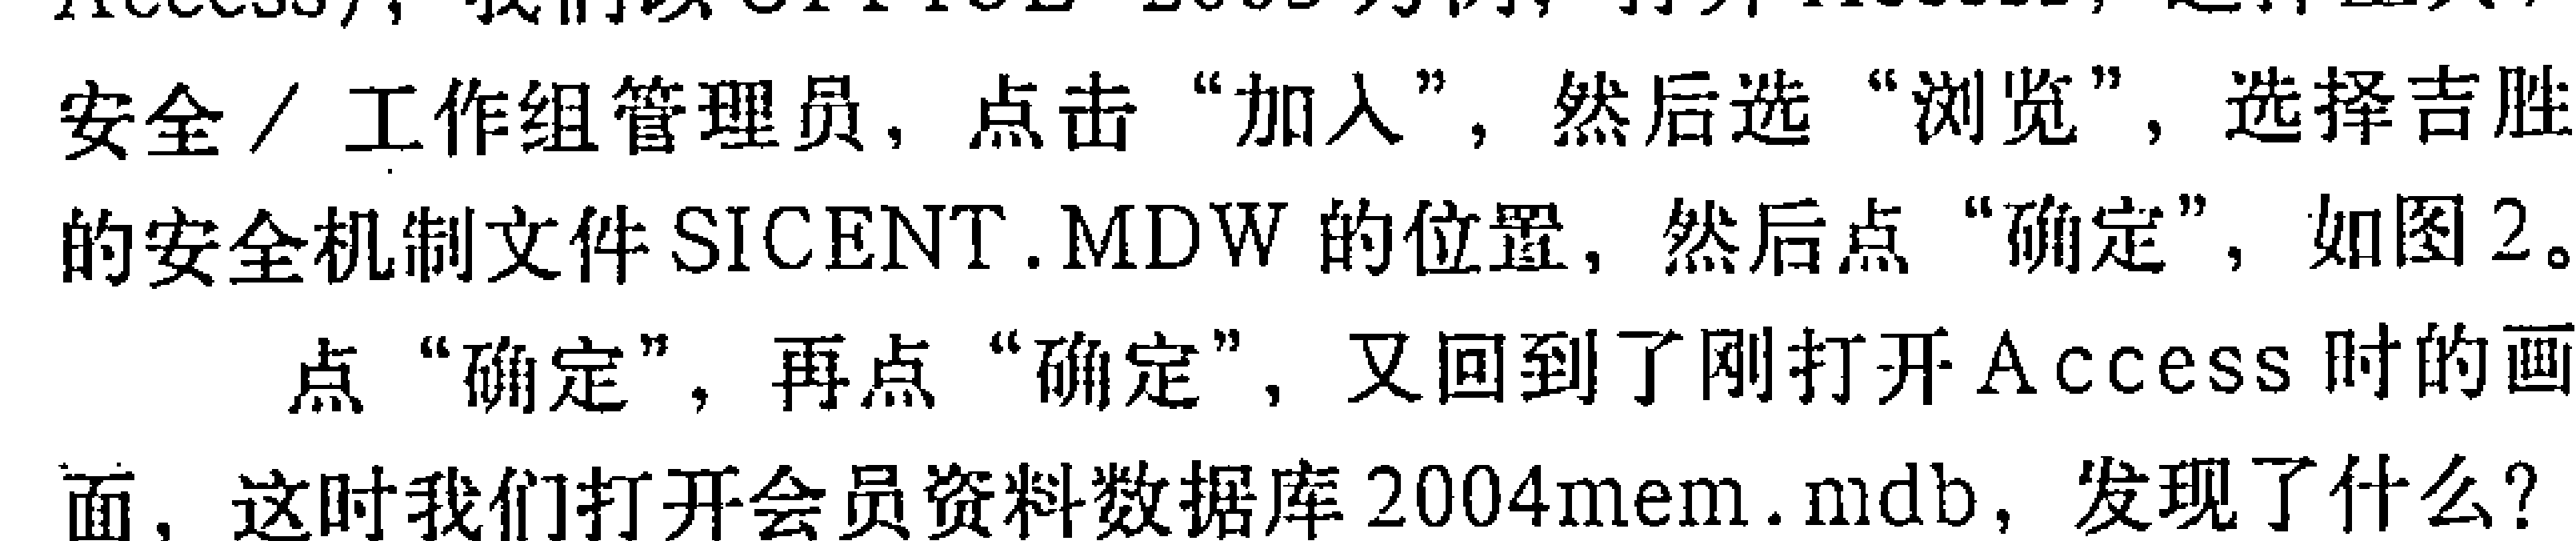 安全/ 工作组管理员，点击“加入”，然后选“浏览”，选择吉胜
的安全机制文件SICENT.MDW的位置，然后点“确定”，如图2。
点“确定”，再点“确定”，又回到了刚打开Access时的画
面，这时我们打开会员资料数据库2004mem.mdb，发现了什么？